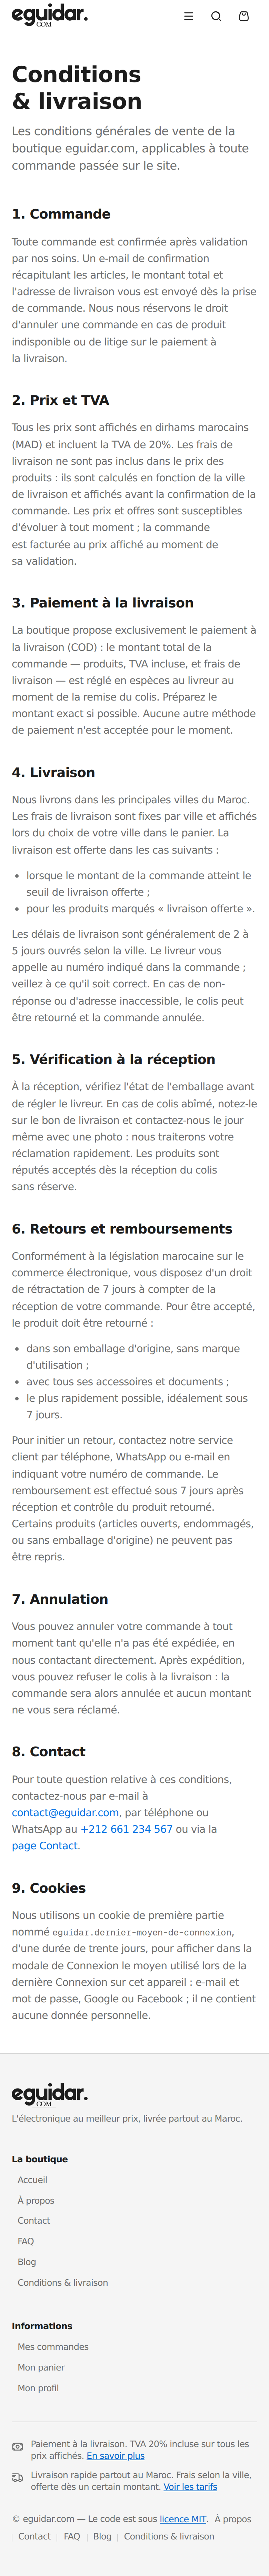 eguidar.
.COM
Conditions
& livraison
Les conditions générales de vente de la
boutique eguidar.com, applicables à toute
commande passée sur le site.
1. Commande
Toute commande est confirmée après validation
par nos soins. Un e-mail de confirmation
récapitulant les articles, le montant total et
l'adresse de livraison vous est envoyé dès la prise
de commande. Nous nous réservons le droit
d'annuler une commande en cas de produit
indisponible ou de litige sur le paiement à
la livraison.
2. Prix et TVA
Tous les prix sont affichés en dirhams marocains
(MAD) et incluent la TVA de 20%. Les frais de
livraison ne sont pas inclus dans le prix des
produits : ils sont calculés en fonction de la ville
de livraison et affichés avant la confirmation de la
commande. Les prix et offres sont susceptibles
d'évoluer à tout moment ; la commande
est facturée au prix affiché au moment de
sa validation.
3. Paiement à la livraison
La boutique propose exclusivement le paiement à
la livraison (COD) : le montant total de la
commande — produits, TVA incluse, et frais de
livraison — est réglé en espèces au livreur au
moment de la remise du colis. Préparez le
montant exact si possible. Aucune autre méthode
de paiement n'est acceptée pour le moment.
4. Livraison
Nous livrons dans les principales villes du Maroc.
Les frais de livraison sont fixes par ville et affichés
lors du choix de votre ville dans le panier. La
livraison est offerte dans les cas suivants :
• lorsque le montant de la commande atteint le
seuil de livraison offerte ;
• pour les produits marqués « livraison offerte ».
Les délais de livraison sont généralement de 2 à
5 jours ouvrés selon la ville. Le livreur vous
appelle au numéro indiqué dans la commande ;
veillez à ce qu'il soit correct. En cas de non-
réponse ou d'adresse inaccessible, le colis peut
être retourné et la commande annulée.
5. Vérification à la réception
À la réception, vérifiez l'état de l'emballage avant
de régler le livreur. En cas de colis abîmé, notez-le
sur le bon de livraison et contactez-nous le jour
même avec une photo : nous traiterons votre
réclamation rapidement. Les produits sont
réputés acceptés dès la réception du colis
sans réserve.
6. Retours et remboursements
Conformément à la législation marocaine sur le
commerce électronique, vous disposez d'un droit
de rétractation de 7 jours à compter de la
réception de votre commande. Pour être accepté,
le produit doit être retourné :
• dans son emballage d'origine, sans marque
d'utilisation ;
• avec tous ses accessoires et documents ;
• le plus rapidement possible, idéalement sous
7 jours.
Pour initier un retour, contactez notre service
client par téléphone, WhatsApp ou e-mail en
indiquant votre numéro de commande. Le
remboursement est effectué sous 7 jours après
réception et contrôle du produit retourné.
Certains produits (articles ouverts, endommagés,
ou sans emballage d'origine) ne peuvent pas
être repris.
7. Annulation
Vous pouvez annuler votre commande à tout
moment tant qu'elle n'a pas été expédiée, en
nous contactant directement. Après expédition,
vous pouvez refuser le colis à la livraison : la
commande sera alors annulée et aucun montant
ne vous sera réclamé.
8. Contact
Pour toute question relative à ces conditions,
contactez-nous par e-mail à
contact@eguidar.com, par téléphone ou
WhatsApp au +212 661 234 567 ou via la
page Contact.
9. Cookies
Nous utilisons un cookie de première partie
nommé eguidar.dernier-moyen-de-connexion,
d'une durée de trente jours, pour afficher dans la
modale de Connexion le moyen utilisé lors de la
dernière Connexion sur cet appareil : e-mail et
mot de passe, Google ou Facebook ; il ne contient
aucune donnée personnelle.
eguidar.
.COM
L'électronique au meilleur prix, livrée partout au Maroc.
La boutique
Accueil
À propos
Contact
FAQ
Blog
Conditions & livraison
Informations
Mes commandes
Mon panier
Mon profil
Paiement à la livraison. TVA 20% incluse sur tous les
prix affichés. En savoir plus
Livraison rapide partout au Maroc. Frais selon la ville,
offerte dès un certain montant. Voir les tarifs
© eguidar.com — Le code est sous licence MIT. À propos
| Contact | FAQ | Blog | Conditions & livraison